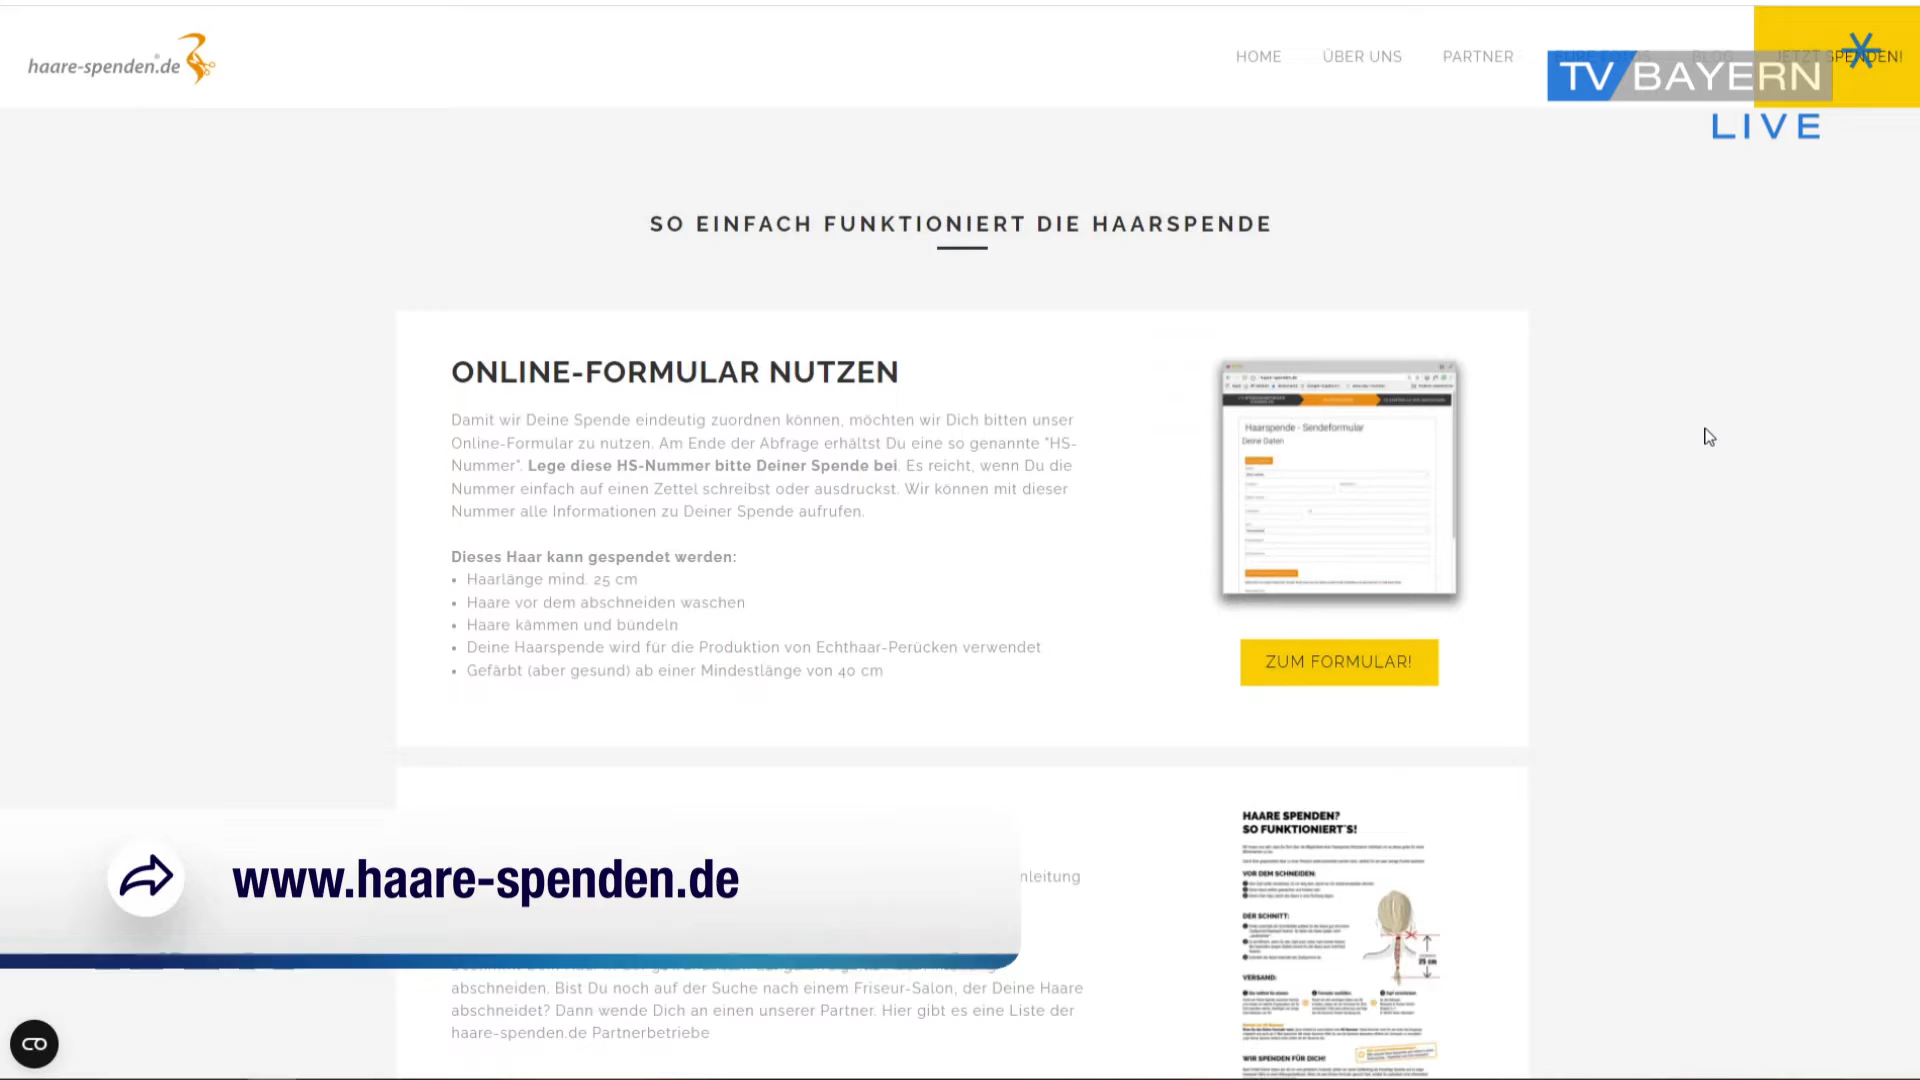 haare-spenden.de
HOME ÜBER UNS PARTNER BLOG JETZT SPENDEN!
TV BAYERN
LIVE
SO EINFACH FUNKTIONIERT DIE HAARSPENDE
ONLINE-FORMULAR NUTZEN
Damit wir Deine Spende eindeutig zuordnen können, möchten wir Dich bitten unser
Online-Formular zu nutzen. Am Ende der Abfrage erhältst Du eine so genannte "HS-
Nummer". Lege diese HS-Nummer bitte Deiner Spende bei. Es reicht, wenn Du die
Nummer einfach auf einen Zettel schreibst oder ausdruckst. Wir können mit dieser
Nummer alle Informationen zu Deiner Spende aufrufen.
Dieses Haar kann gespendet werden:
• Haarlänge mind. 25 cm
• Haare vor dem abschneiden waschen
• Haare kämmen und bündeln
• Deine Haarspende wird für die Produktion von Echthaar-Perücken verwendet
• Gefärbt (aber gesund) ab einer Mindestlänge von 40 cm
Haarspende - Sendeformular
Deine Daten
ZUM FORMULAR!
www.haare-spenden.de
nleitung
abschneiden. Bist Du noch auf der Suche nach einem Friseur-Salon, der Deine Haare
abschneidet? Dann wende Dich an einen unserer Partner. Hier gibt es eine Liste der
haare-spenden.de Partnerbetriebe
HAARE SPENDEN?
SO FUNKTIONIERT'S!
VOR DEM SCHNEIDEN:
DER SCHNITT:
25 cm
VERSAND:
WIR SPENDEN FÜR DICH!